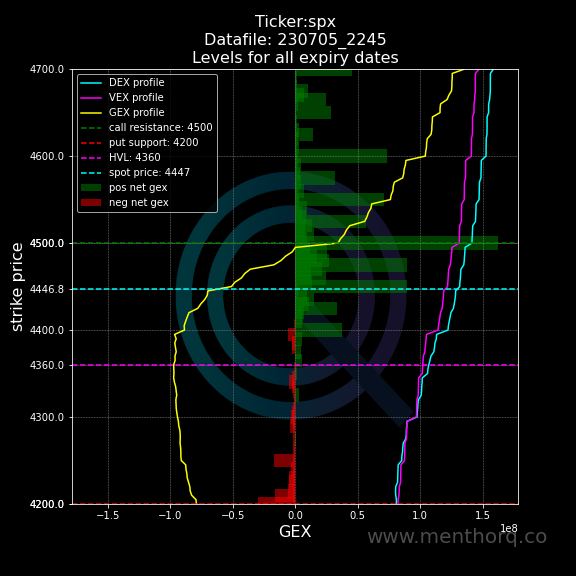 Ticker:spx
Datafile: 230705_2245
Levels for all expiry dates
DEX profile
VEX profile
GEX profile
call resistance: 4500
put support: 4200
HVL: 4360
spot price: 4447
pos net gex
neg net gex
strike price
4700.0
4600.0
4500.0
4446.8
4400.0
4360.0
4300.0
4200.0
−1.5 −1.0 −0.5 0.0 0.5 1.0 1.5
1e8
GEX
www.menthorq.co